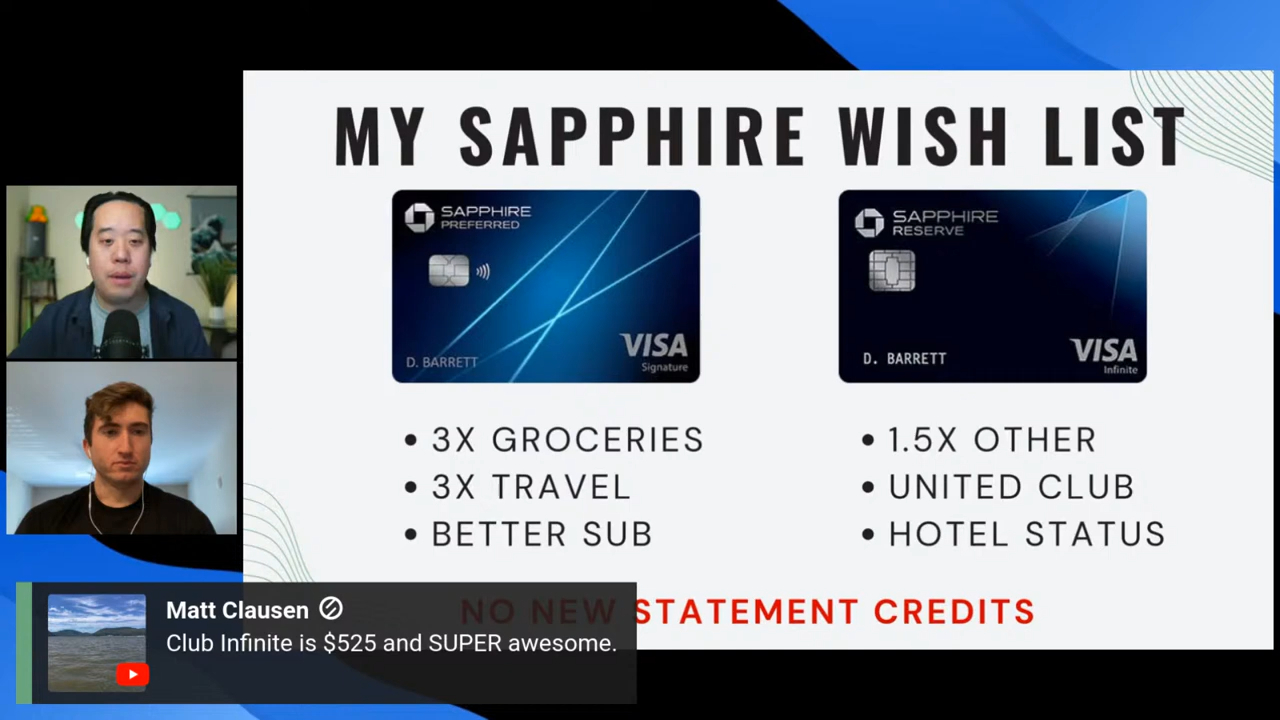 MY SAPPHIRE WISH LIST
SAPPHIRE
PREFERRED
D. BARRETT
VISA
Signature
SAPPHIRE
RESERVE
D. BARRETT
VISA
Infinite
• 3X GROCERIES
• 3X TRAVEL
• BETTER SUB
• 1.5X OTHER
• UNITED CLUB
• HOTEL STATUS
NO NEW STATEMENT CREDITS
Matt Clausen
Club Infinite is $525 and SUPER awesome.